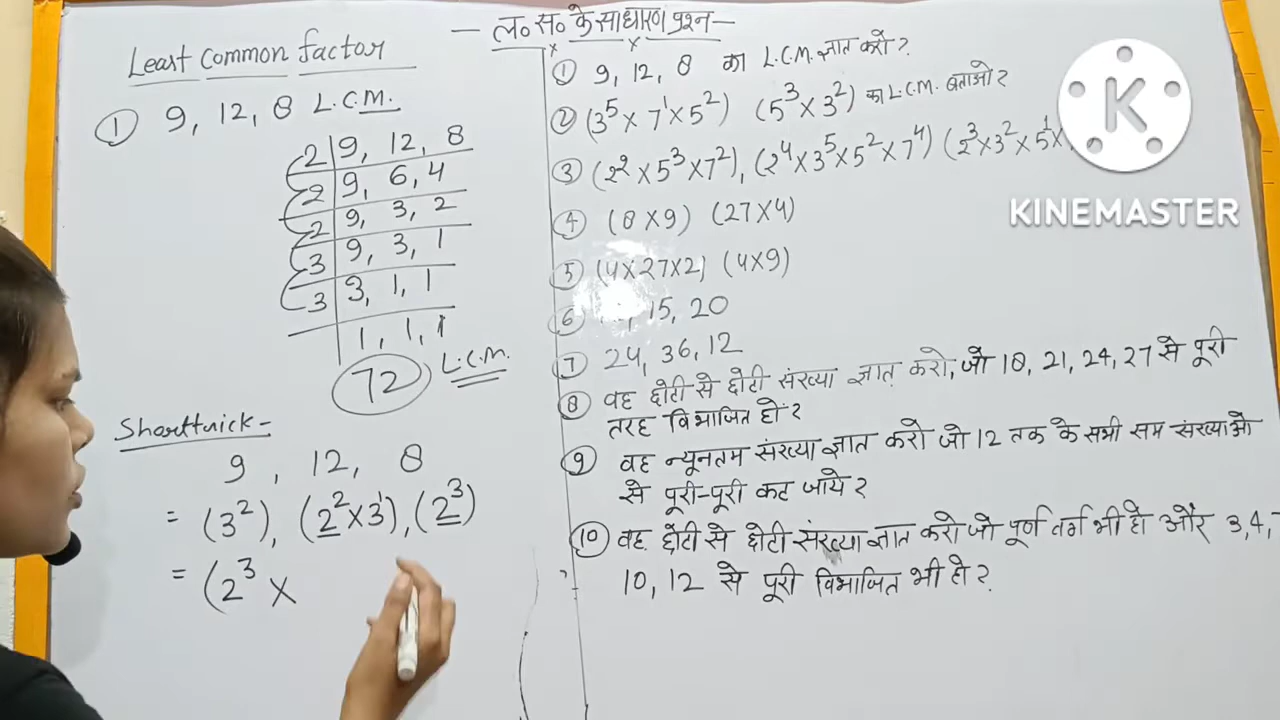 — ल० स० के साधारण प्रश्न —
Least Common factor
① 9, 12, 8 L.C.M.
2 | 9, 12, 8
2 | 9, 6, 4
2 | 9, 3, 2
3 | 9, 3, 1
3 | 3, 1, 1
1, 1, 1
72 L.C.M.
Shorttrick -
9, 12, 8
= (3²), (2²×3¹), (2³)
= (2³ ×
① 9, 12, 8 का L.C.M. ज्ञात करो ?
② (3⁵ × 7¹ × 5²) (5³ × 3²) का L.C.M. बताओ ?
③ (2² × 5³ × 7²), (2⁴ × 3⁵ × 5² × 7⁴) (2³ × 3² × 5¹ ×
④ (8 × 9) (27 × 4)
⑤ (4 × 27 × 2) (4 × 9)
⑥ , 15, 20
⑦ 24, 36, 12
⑧ वह छोटी से छोटी संख्या ज्ञात करो, जो 18, 21, 24, 27 से पूरी
तरह विभाजित हो ?
⑨ वह न्यूनतम संख्या ज्ञात करो जो 12 तक के सभी सम संख्याओ
से पूरी-पूरी कट जाये ?
⑩ वह छोटी से छोटी संख्या ज्ञात करो जो पूर्ण वर्ग भी हो और 3, 4,
10, 12 से पूरी विभाजित भी हो ?
K
KINEMASTER